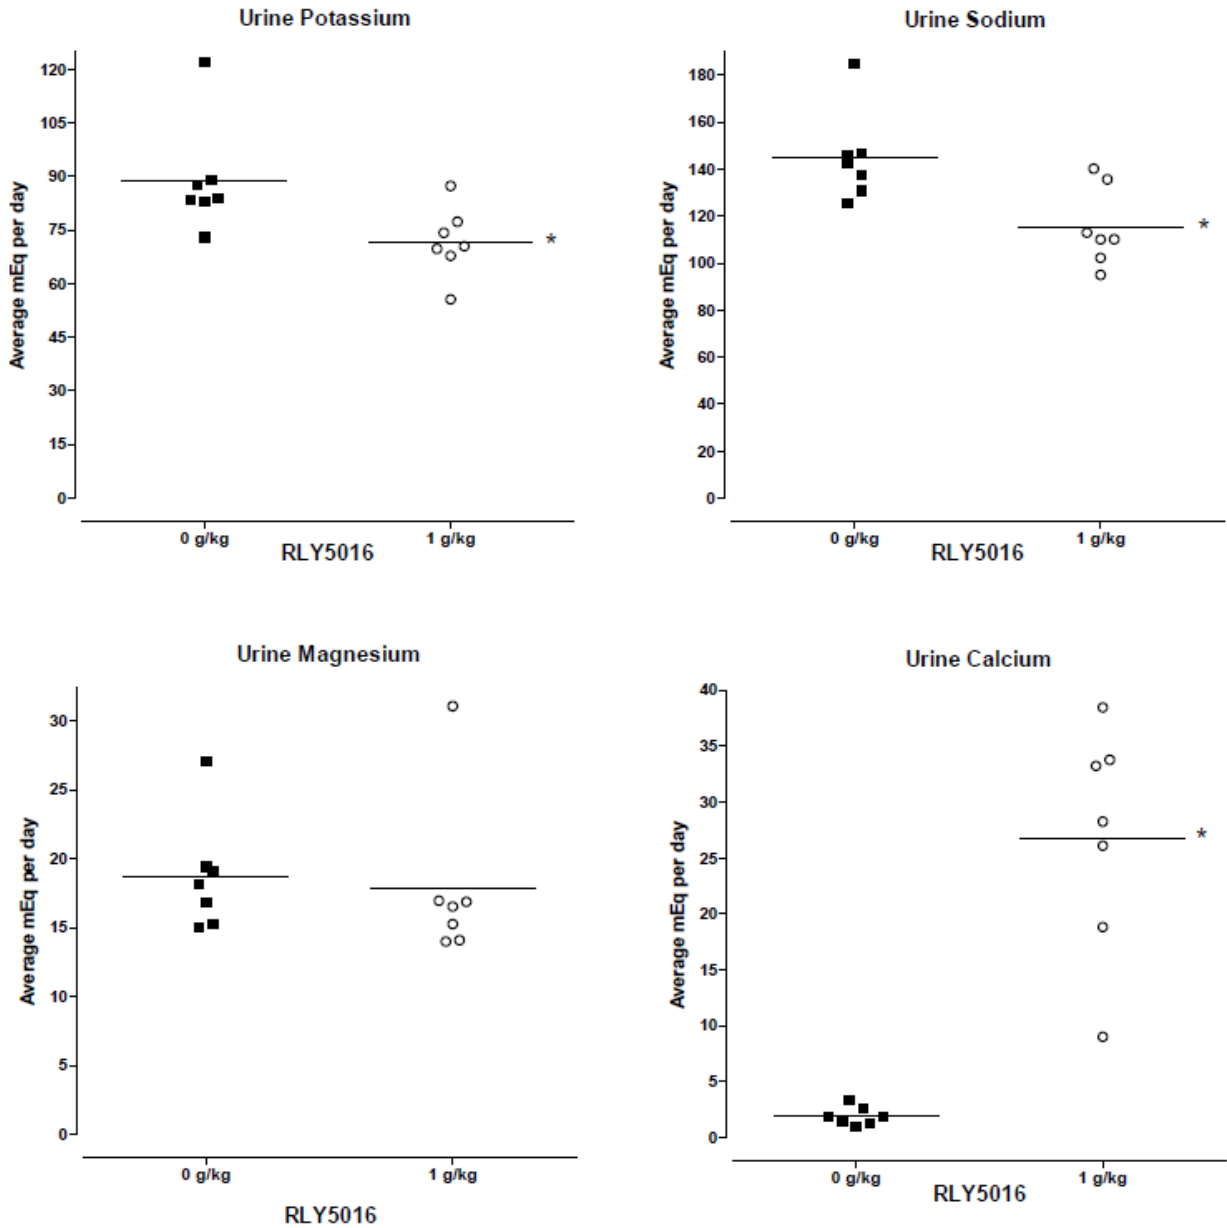 Urine Potassium
Average mEq per day
120
105
90
75
60
45
30
15
0
*
0 g/kg
1 g/kg
RLY5016
Urine Sodium
Average mEq per day
180
160
140
120
100
80
60
40
20
0
*
0 g/kg
1 g/kg
RLY5016
Urine Magnesium
Average mEq per day
30
25
20
15
10
5
0
0 g/kg
1 g/kg
RLY5016
Urine Calcium
Average mEq per day
40
35
30
25
20
15
10
5
0
*
0 g/kg
1 g/kg
RLY5016